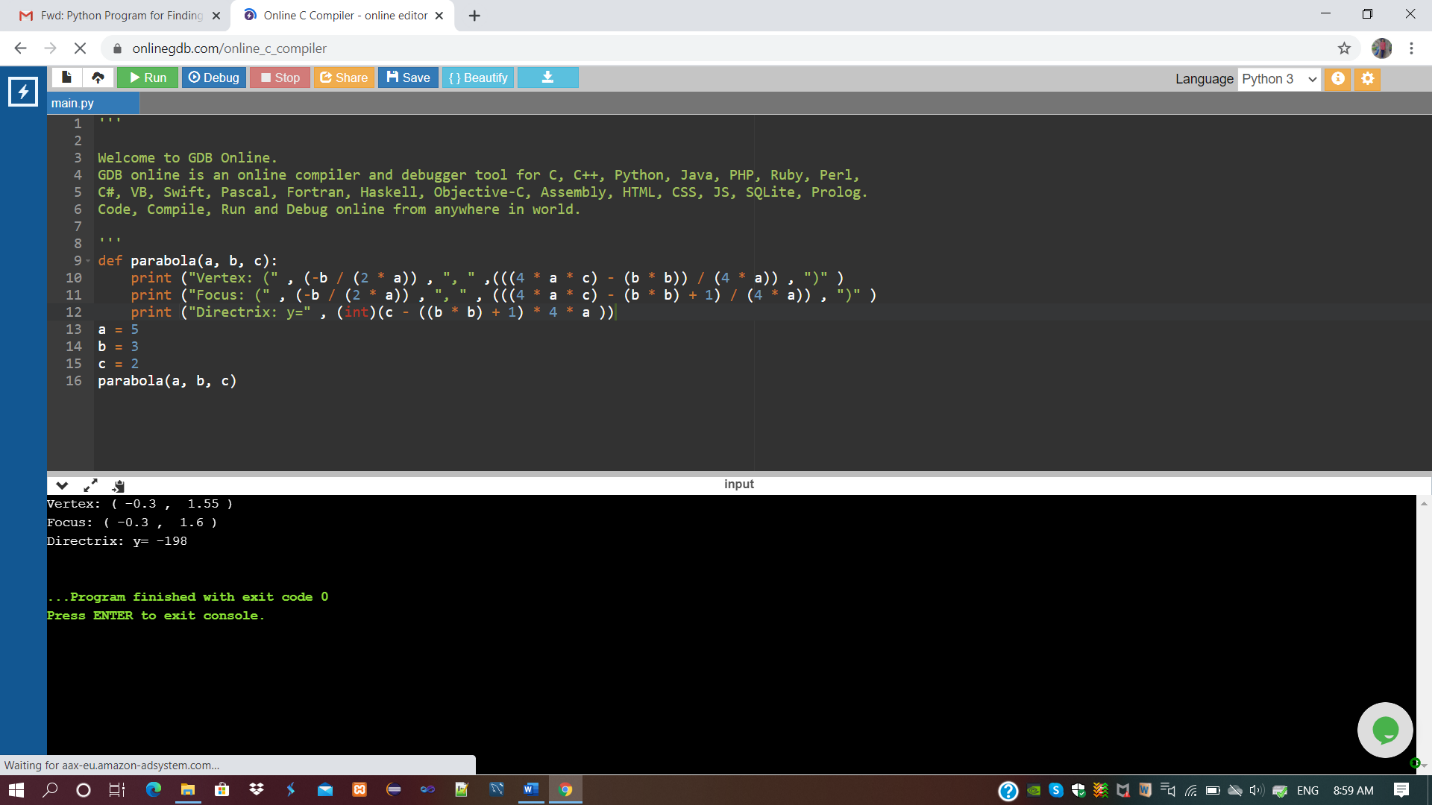 Fwd: Python Program for Finding
Online C Compiler - online editor
onlinegdb.com/online_c_compiler
Run Debug Stop Share Save { } Beautify Language Python 3
main.py
1 '''
2
3 Welcome to GDB Online.
4 GDB online is an online compiler and debugger tool for C, C++, Python, Java, PHP, Ruby, Perl,
5 C#, VB, Swift, Pascal, Fortran, Haskell, Objective-C, Assembly, HTML, CSS, JS, SQLite, Prolog.
6 Code, Compile, Run and Debug online from anywhere in world.
7
8 '''
9 def parabola(a, b, c):
10 print ("Vertex: (" , (-b / (2 * a)) , ", " ,(((4 * a * c) - (b * b)) / (4 * a)) , ")" )
11 print ("Focus: (" , (-b / (2 * a)) , ", " , (((4 * a * c) - (b * b) + 1) / (4 * a)) , ")" )
12 print ("Directrix: y=" , (int)(c - ((b * b) + 1) * 4 * a ))
13 a = 5
14 b = 3
15 c = 2
16 parabola(a, b, c)
input
Vertex: ( -0.3 ,  1.55 )
Focus: ( -0.3 ,  1.6 )
Directrix: y= -198
...Program finished with exit code 0
Press ENTER to exit console.
Waiting for aax-eu.amazon-adsystem.com...
ENG 8:59 AM